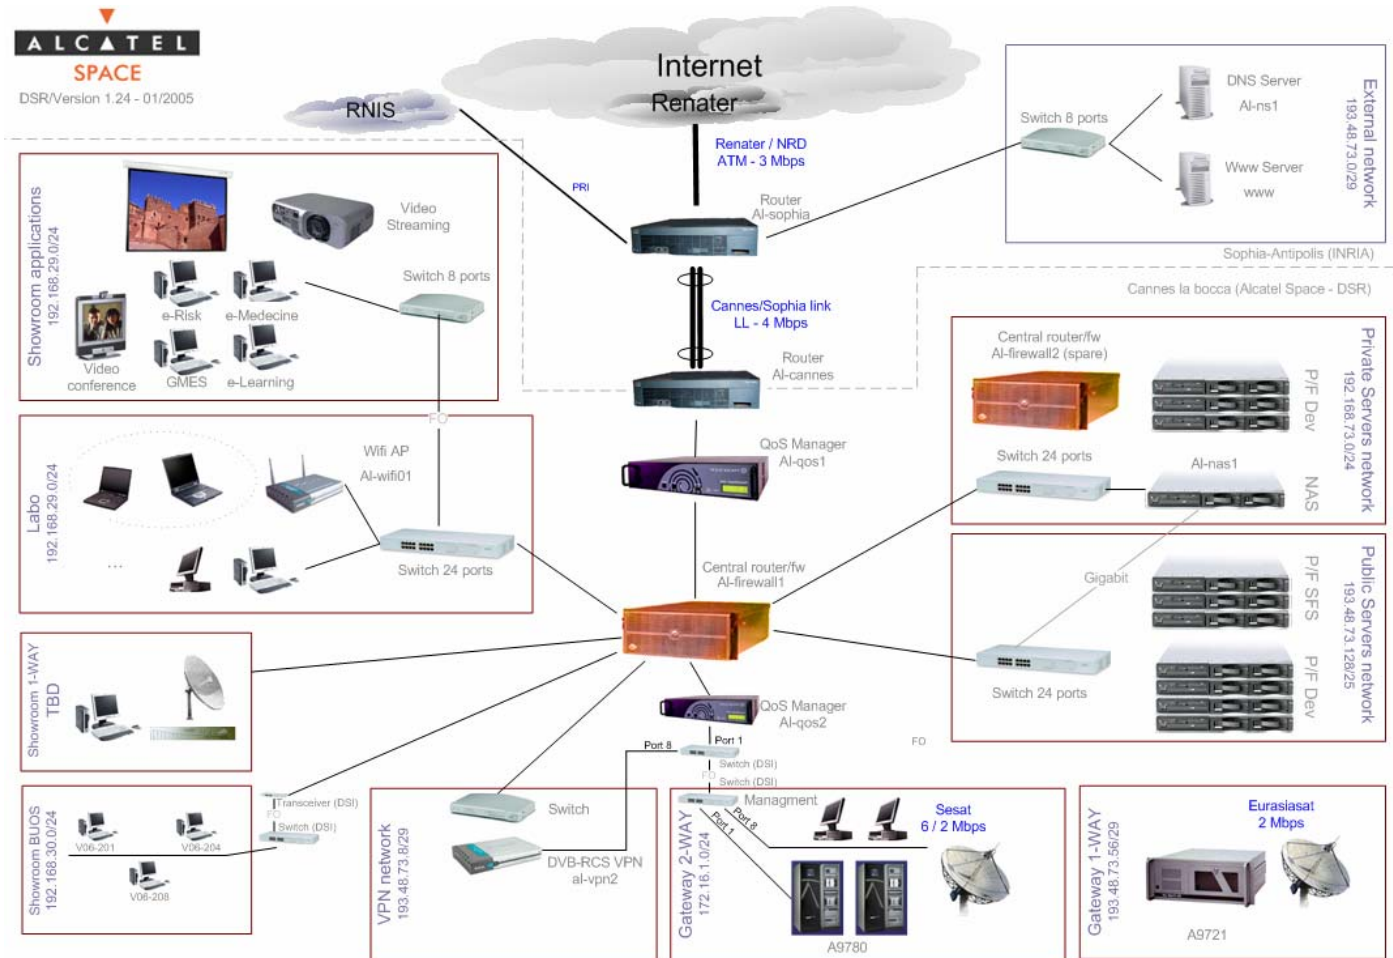 ALCATEL
SPACE
DSR/Version 1.24 - 01/2005
RNIS
Internet
Renater
Renater / NRD
ATM - 3 Mbps
PRI
Router
Al-sophia
Switch 8 ports
DNS Server
Al-ns1
Www Server
www
External network
193.48.73.0/29
Sophia-Antipolis (INRIA)
Cannes la bocca (Alcatel Space - DSR)
Showroom applications
192.168.29.0/24
Video
Streaming
Switch 8 ports
e-Risk
e-Medecine
Video
conference
GMES
e-Learning
FO
Cannes/Sophia link
LL - 4 Mbps
Router
Al-cannes
QoS Manager
Al-qos1
Central router/fw
Al-firewall2 (spare)
P/F Dev
Switch 24 ports
Al-nas1
NAS
Private Servers network
192.168.73.0/24
Labo
192.168.29.0/24
Wifi AP
Al-wifi01
...
Switch 24 ports
Central router/fw
Al-firewall1
Gigabit
P/F SFS
Switch 24 ports
P/F Dev
Public Servers network
193.48.73.128/25
FO
Showroom 1-WAY
TBD
QoS Manager
Al-qos2
Port 8
Port 1
Switch (DSI)
FO
Switch (DSI)
Showroom BUOS
192.168.30.0/24
V06-201
V06-204
V06-208
Transceiver (DSI)
FO
Switch (DSI)
VPN network
193.48.73.8/29
Switch
DVB-RCS VPN
al-vpn2
Gateway 2-WAY
172.16.1.0/24
Managment
Port 1
Port 8
Sesat
6 / 2 Mbps
A9780
Gateway 1-WAY
193.48.73.56/29
Eurasiasat
2 Mbps
A9721